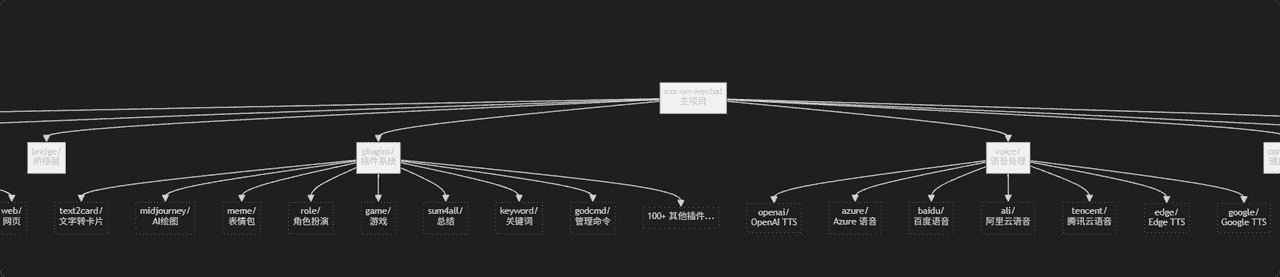 xxx-on-wechat
主项目
bridge/
桥接器
plugins/
插件系统
voice/
语音处理
web/
网页
text2card/
文字转卡片
midjourney/
AI绘图
meme/
表情包
role/
角色扮演
game/
游戏
sum4all/
总结
keyword/
关键词
godcmd/
管理命令
100+ 其他插件...
openai/
OpenAI TTS
azure/
Azure 语音
baidu/
百度语音
ali/
阿里云语音
tencent/
腾讯云语音
edge/
Edge TTS
google/
Google TTS